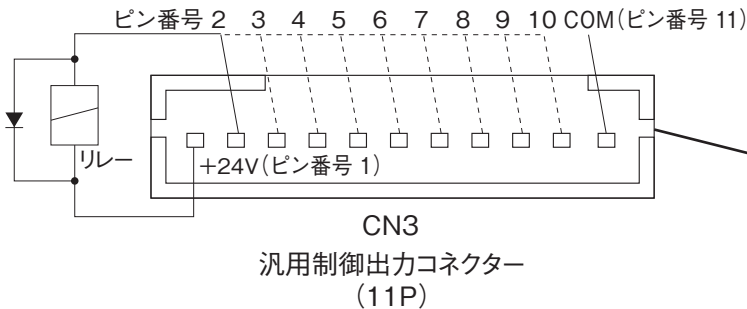 ピン番号 2 3 4 5 6 7 8 9 10 COM(ピン番号 11)
リレー
+24V(ピン番号 1)
CN3
汎用制御出力コネクター
(11P)